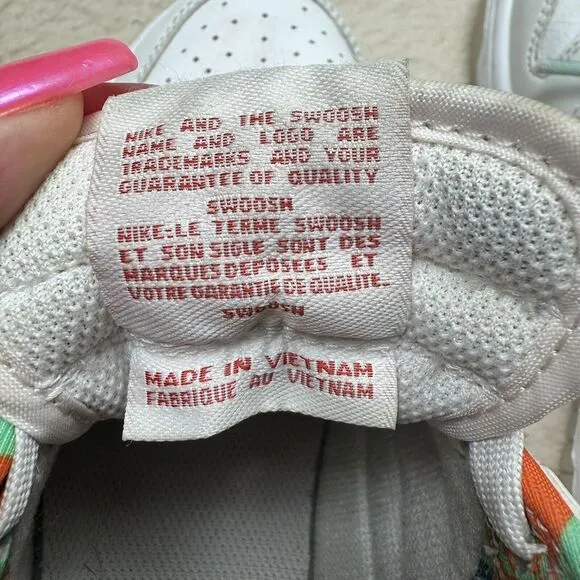 NIKE AND THE SWOOSH
NAME AND LOGO ARE
TRADEMARKS AND YOUR
GUARANTEE OF QUALITY
SWOOSH
NIKE:LE TERME SWOOSH
ET SON SIGLE SONT DES
MARQUES DEPOSEES ET
VOTRE GARANTIE DE QUALITE.
SWOOSH
MADE IN VIETNAM
FABRIQUE AU VIETNAM